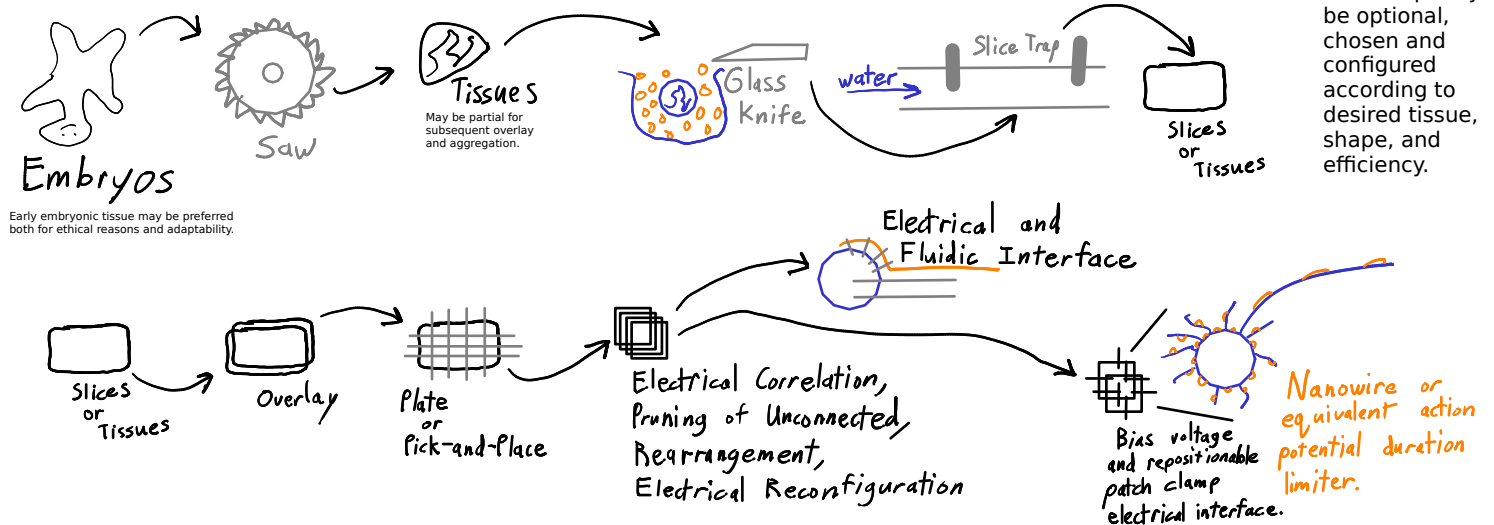 be optional,
chosen and
configured
according to
desired tissue,
shape, and
efficiency.
Embryos
Early embryonic tissue may be preferred
both for ethical reasons and adaptability.
Saw
Tissues
May be partial for
subsequent overlay
and aggregation.
Glass
Knife
water
Slice Trap
Slices
or
Tissues
Slices
or
Tissues
Overlay
Plate
or
Pick-and-Place
Electrical Correlation,
Pruning of Unconnected,
Rearrangement,
Electrical Reconfiguration
Electrical and
Fluidic Interface
Bias voltage
and repositionable
patch clamp
electrical interface.
Nanowire or
equivalent action
potential duration
limiter.